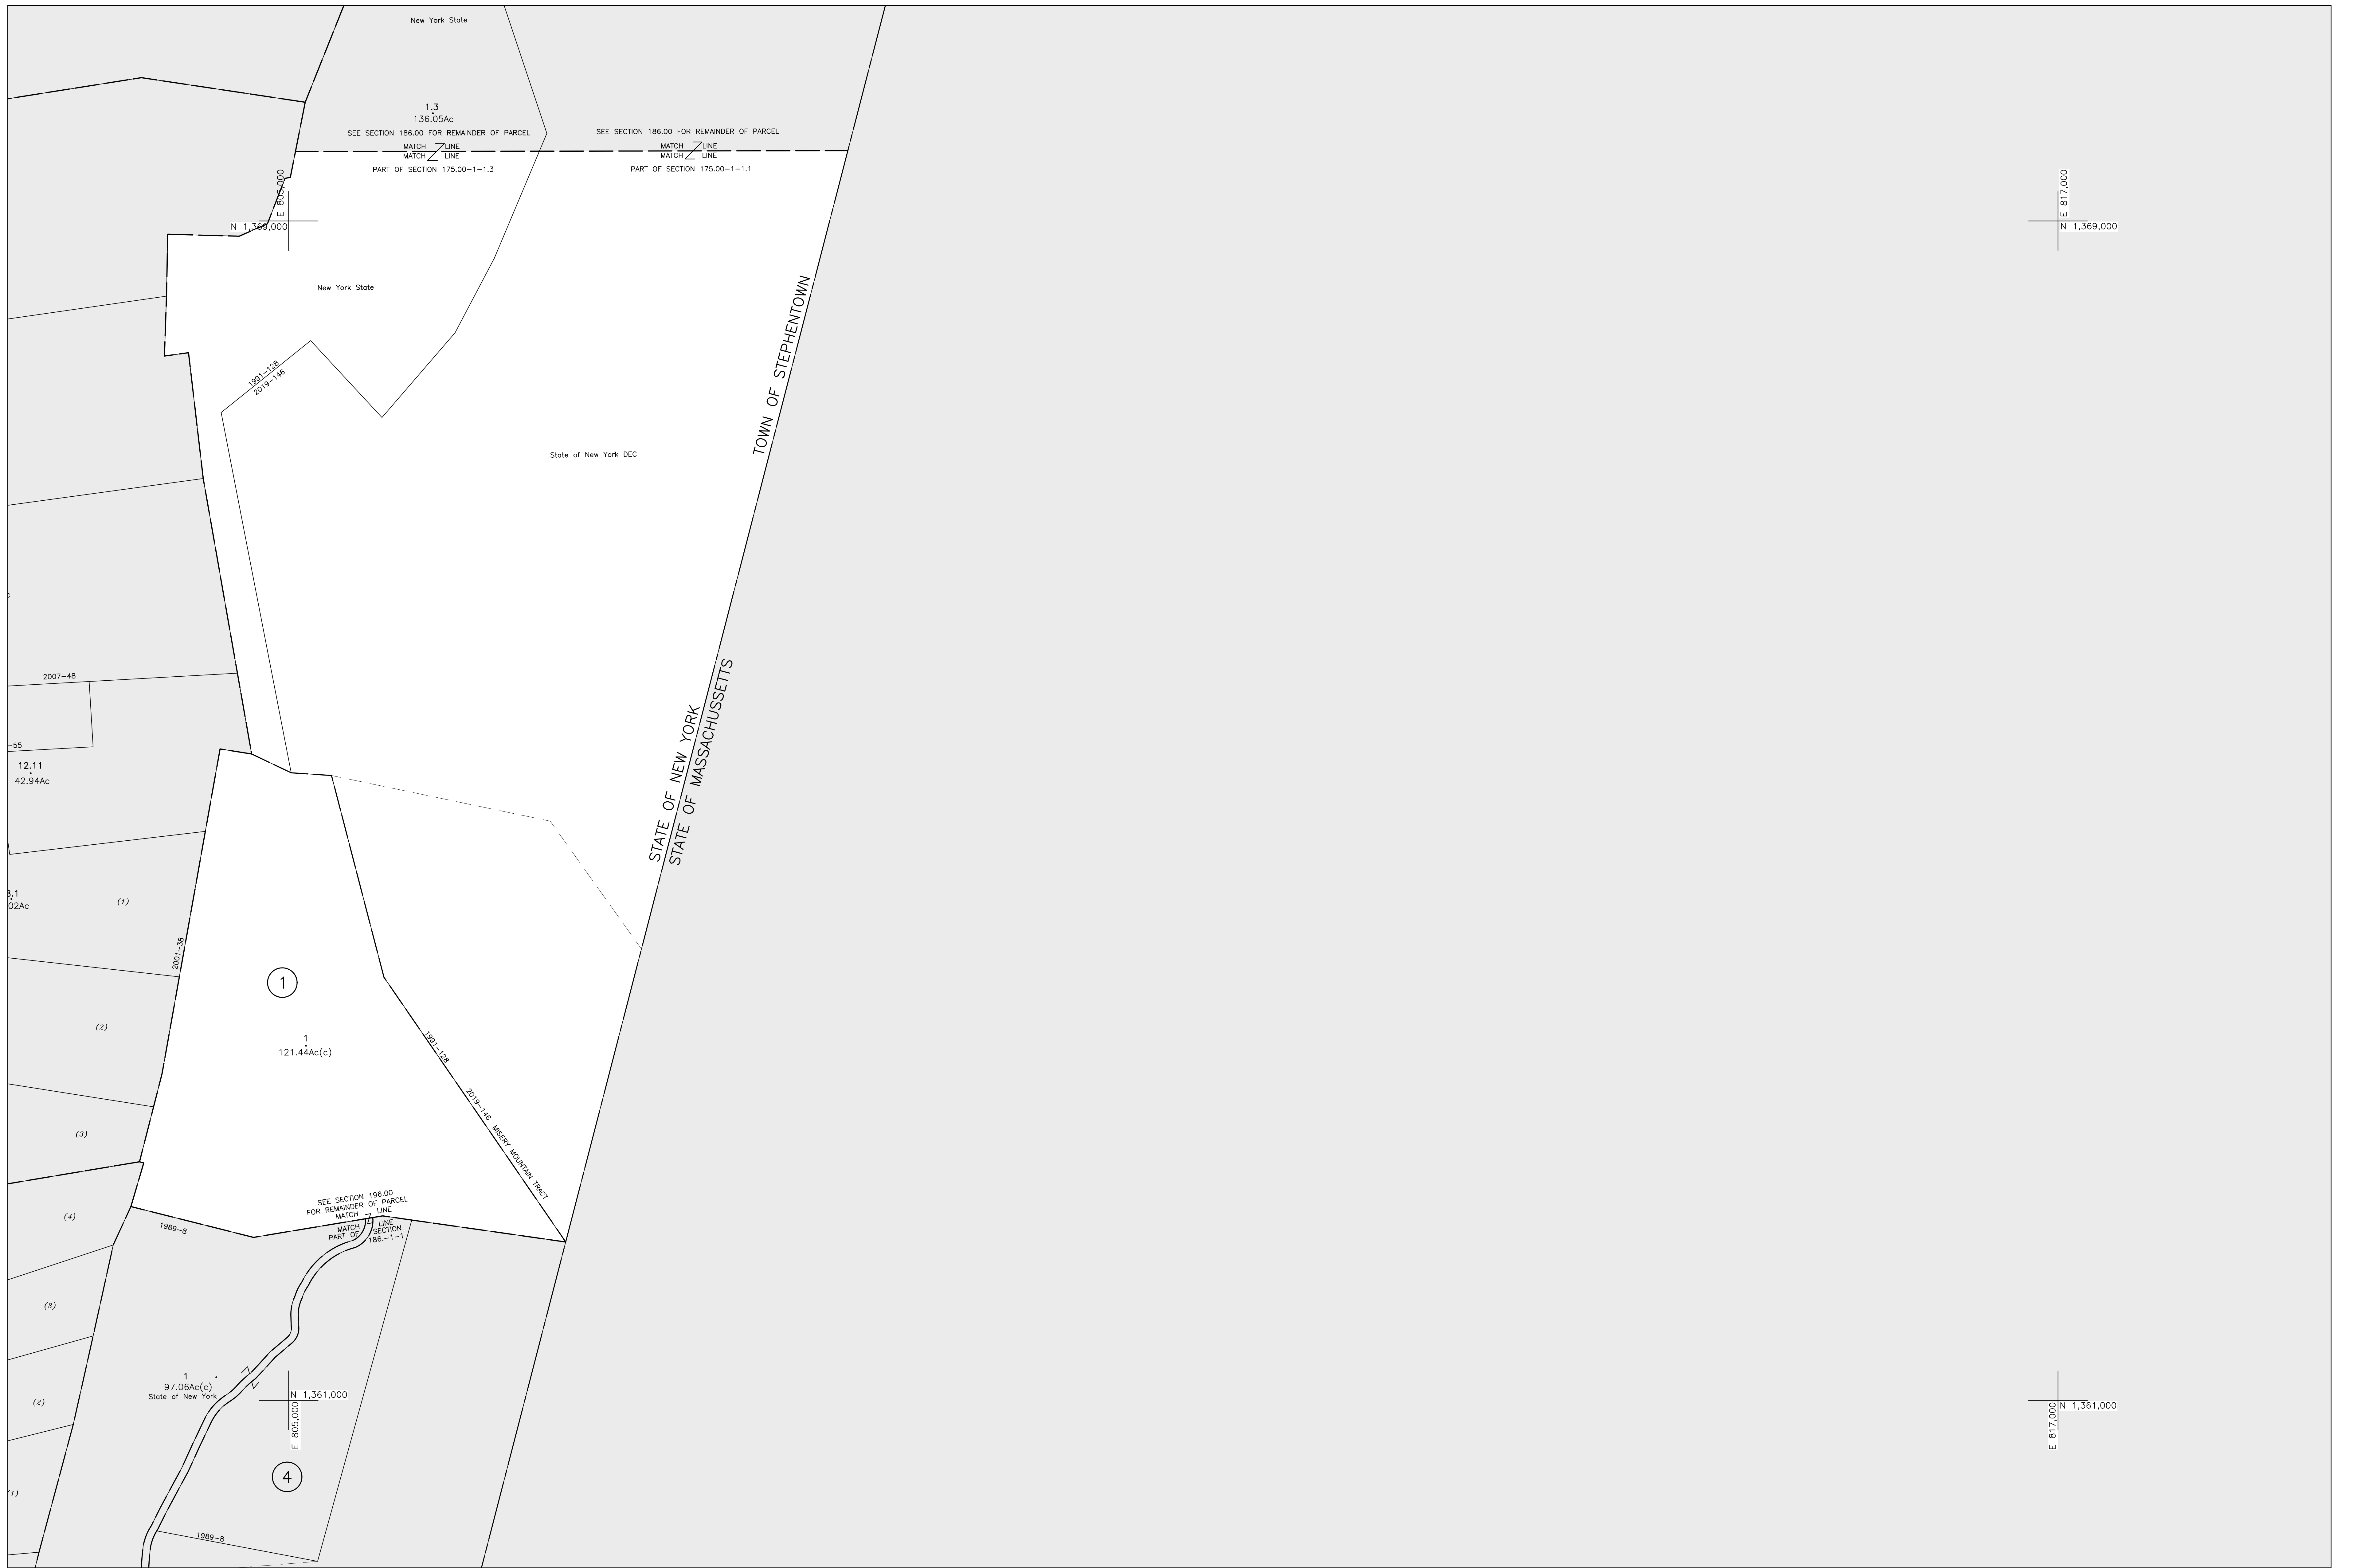 New York State
1.3
136.05Ac
SEE SECTION 186.00 FOR REMAINDER OF PARCEL
MATCH LINE
MATCH LINE
PART OF SECTION 175.00-1-1.3
SEE SECTION 186.00 FOR REMAINDER OF PARCEL
MATCH LINE
MATCH LINE
PART OF SECTION 175.00-1-1.1
E 805,000
N 1,369,000
E 817,000
N 1,369,000
New York State
1991-128
2019-146
TOWN OF STEPHENTOWN
State of New York DEC
2007-48
-55
12.11
42.94Ac
STATE OF NEW YORK
STATE OF MASSACHUSSETTS
3.1
02Ac
(1)
2001-38
1
(2)
1
121.44Ac(c)
1991-128
2019-146 MISERY MOUNTAIN TRACT
(3)
SEE SECTION 196.00
FOR REMAINDER OF PARCEL
MATCH LINE
MATCH LINE
PART OF SECTION
186.-1-1
(4)
1989-8
(3)
1
97.06Ac(c)
State of New York
N 1,361,000
E 805,000
N 1,361,000
E 817,000
(2)
4
(1)
1989-8